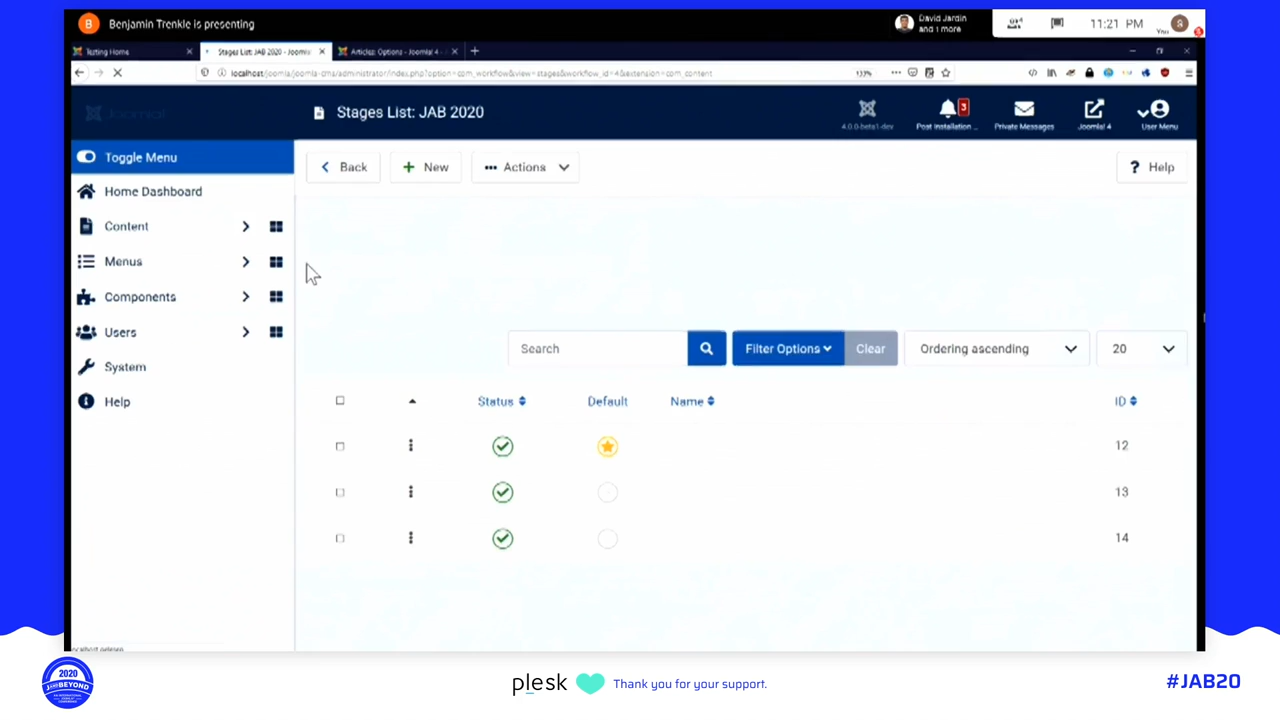 B Benjamin Trenkle is presenting
David Jardin
and 1 more
11:21 PM
You
S
Testing Home
Stages List: JAB 2020 - Joomla!
Articles: Options - Joomla! 4 -
localhost/joomla/joomla-cms/administrator/index.php?option=com_workflow&view=stages&workflow_id=4&extension=com_content
133%
Joomla!
Stages List: JAB 2020
4.0.0-beta1-dev
3
Post Installation ...
Private Messages
Joomla! 4
User Menu
Toggle Menu
Back
New
Actions
? Help
Home Dashboard
Content
Menus
Components
Users
System
Help
Search
Filter Options
Clear
Ordering ascending
20
Status
Default
Name
ID
12
13
14
2020
JANDBEYOND
plesk
Thank you for your support.
#JAB20